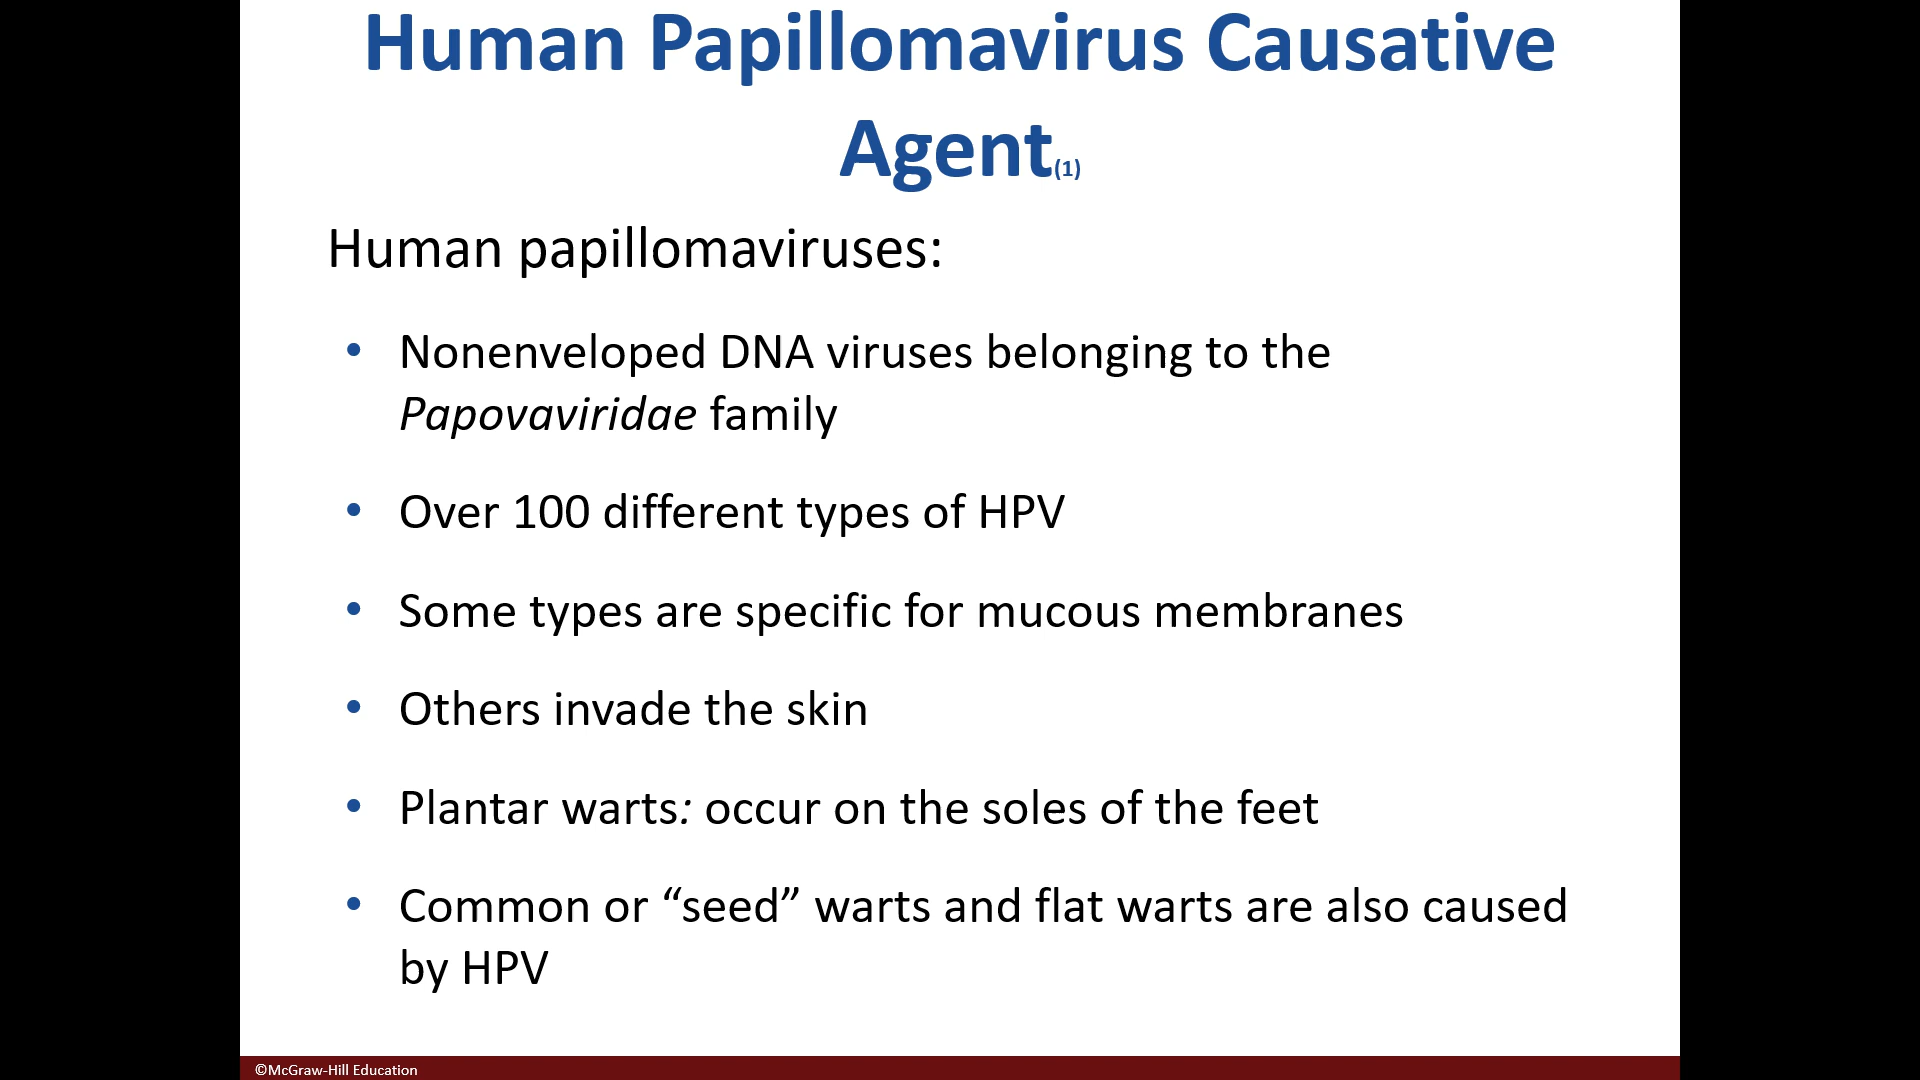 Human Papillomavirus Causative
Agent(1)
Human papillomaviruses:
• Nonenveloped DNA viruses belonging to the
Papovaviridae family
• Over 100 different types of HPV
• Some types are specific for mucous membranes
• Others invade the skin
• Plantar warts: occur on the soles of the feet
• Common or “seed” warts and flat warts are also caused
by HPV
©McGraw-Hill Education